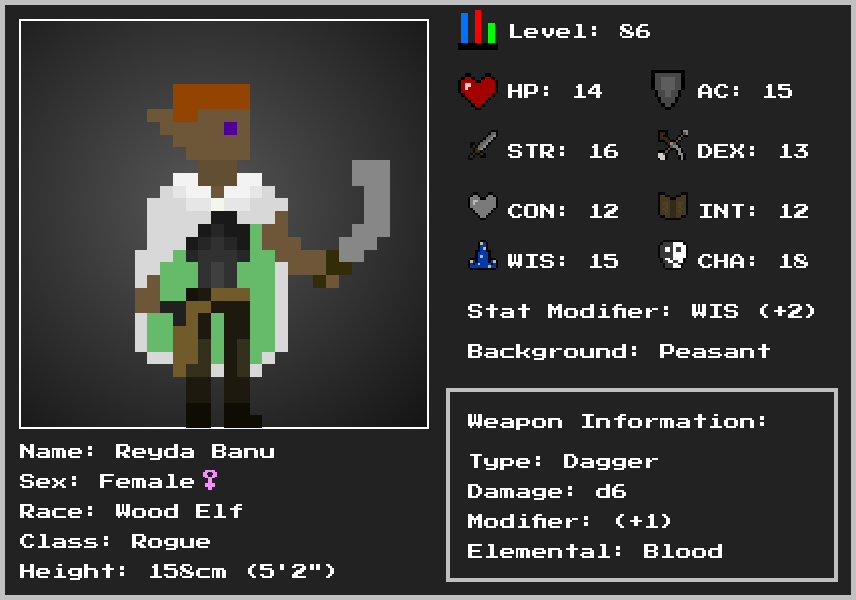 Level: 86
HP: 14 AC: 15
STR: 16 DEX: 13
CON: 12 INT: 12
WIS: 15 CHA: 18
Stat Modifier: WIS (+2)
Background: Peasant
Weapon Information:
Type: Dagger
Damage: d6
Modifier: (+1)
Elemental: Blood
Name: Reyda Banu
Sex: Female♀
Race: Wood Elf
Class: Rogue
Height: 158cm (5'2")